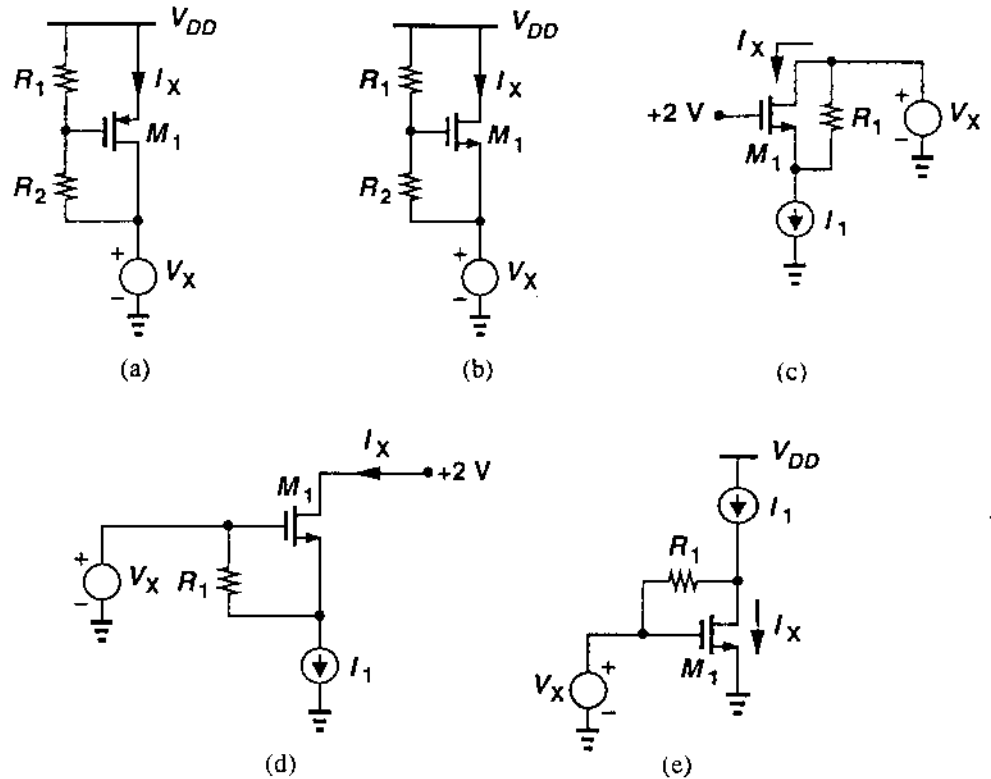 V_DD
R_1
I_X
M_1
R_2
+
−
V_X
(a)
V_DD
R_1
I_X
M_1
R_2
+
−
V_X
(b)
I_X
+2 V
M_1
R_1
+
−
V_X
I_1
(c)
I_X
+2 V
M_1
+
−
V_X
R_1
I_1
(d)
V_DD
I_1
R_1
I_X
M_1
V_X
+
−
(e)